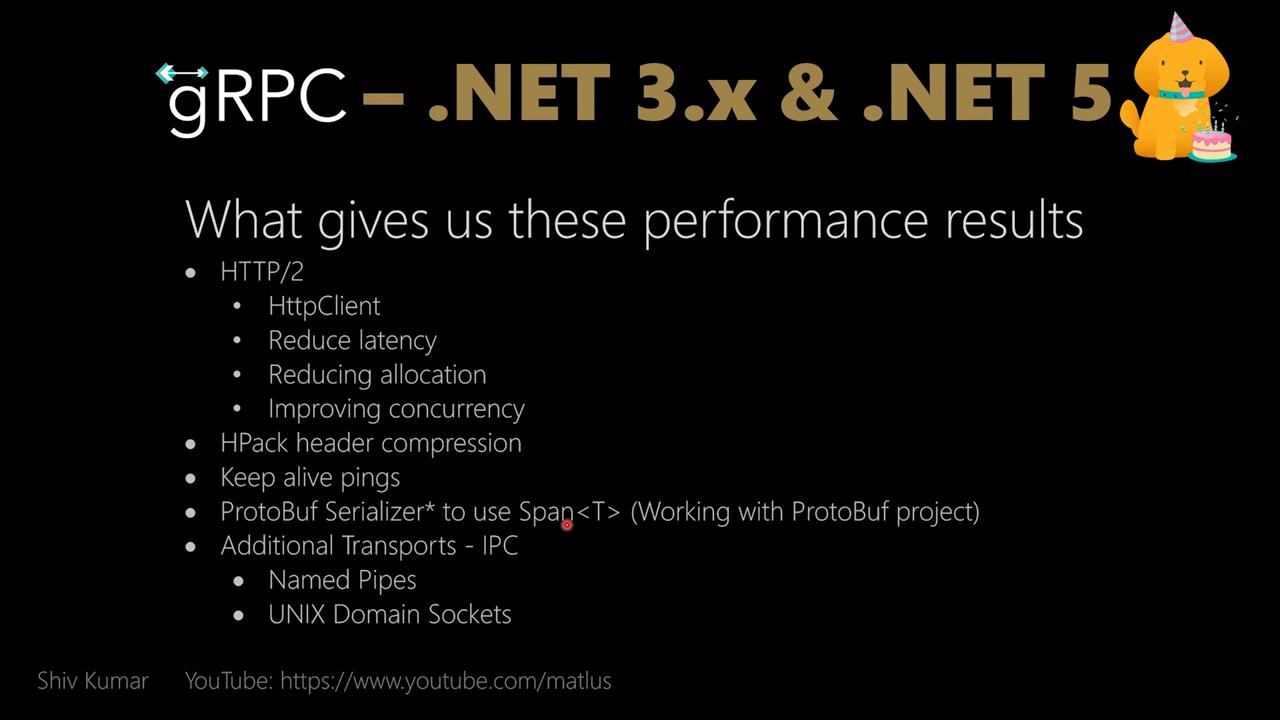 gRPC – .NET 3.x & .NET 5
What gives us these performance results
• HTTP/2
• HttpClient
• Reduce latency
• Reducing allocation
• Improving concurrency
• HPack header compression
• Keep alive pings
• ProtoBuf Serializer* to use Span<T> (Working with ProtoBuf project)
• Additional Transports - IPC
• Named Pipes
• UNIX Domain Sockets
Shiv Kumar YouTube: https://www.youtube.com/matlus